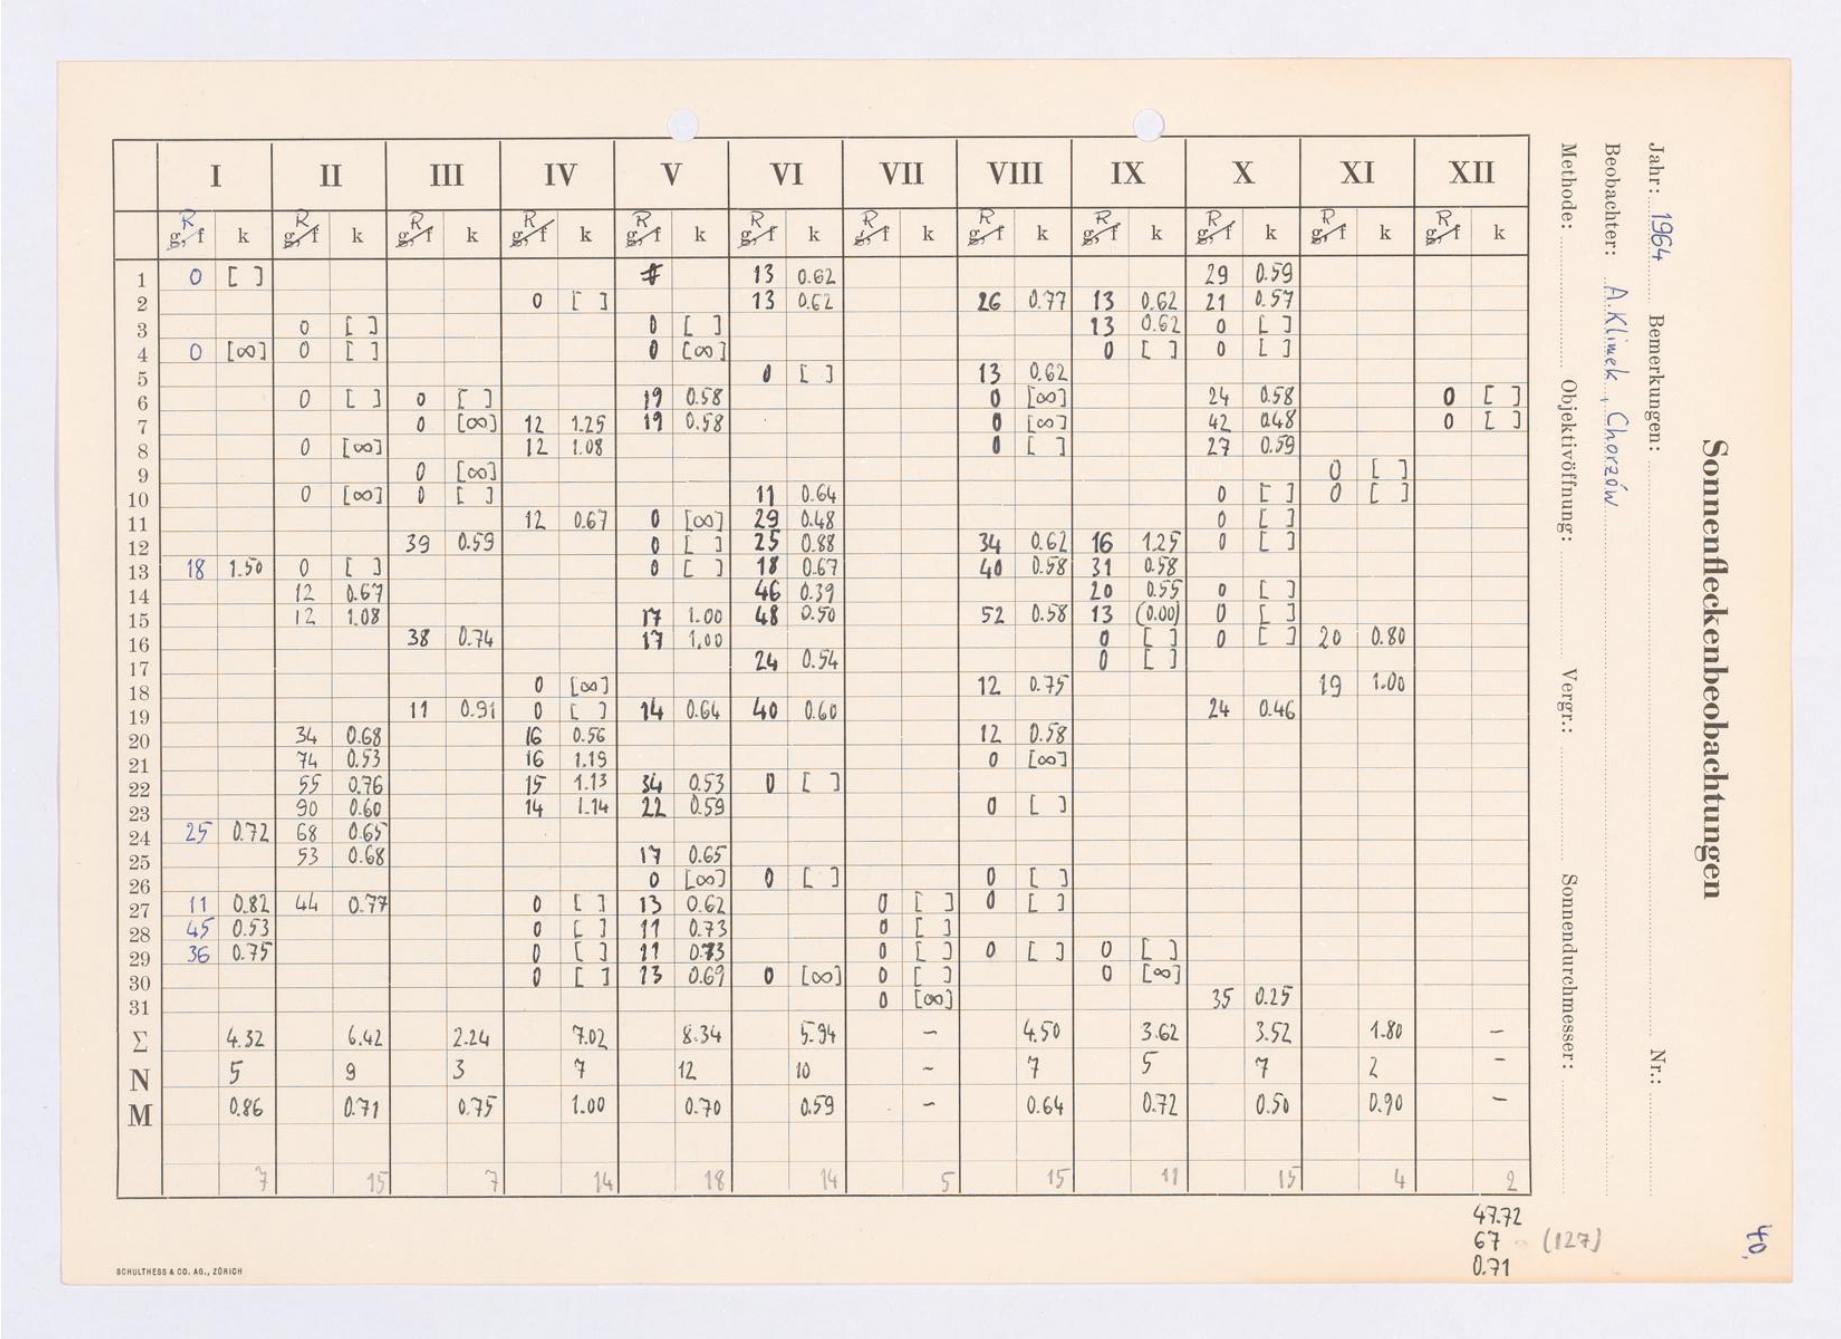 Sonnenfleckenbeobachtungen
Jahr: 1964 Bemerkungen: Nr.:
Beobachter: A.Klimek, Chorzów
Methode: Objektivöffnung: Vergr.: Sonnendurchmesser:
I II III IV V VI VII VIII IX X XI XII
R R R R R R R R R R R R
g, f k g, f k g, f k g, f k g, f k g, f k g, f k g, f k g, f k g, f k g, f k g, f k
1 0 [ ] 13 0.62 29 0.59
2 0 [ ] 13 0.62 26 0.77 13 0.62 21 0.57
3 0 [ ] 0 [ ] 13 0.62 0 [ ]
4 0 [∞] 0 [ ] 0 [∞] 0 [ ] 0 [ ]
5 0 [ ] 13 0.62
6 0 [ ] 0 [ ] 19 0.58 0 [∞] 24 0.58 0 [ ]
7 0 [∞] 12 1.25 19 0.58 0 [∞] 42 0.48 0 [ ]
8 0 [∞] 12 1.08 0 [ ] 27 0.59
9 0 [∞] 0 [ ]
10 0 [∞] 0 [ ] 11 0.64 0 [ ] 0 [ ]
11 12 0.67 0 [∞] 29 0.48 0 [ ]
12 39 0.59 0 [ ] 25 0.88 34 0.62 16 1.25 0 [ ]
13 18 1.50 0 [ ] 0 [ ] 18 0.67 40 0.58 31 0.58
14 12 0.67 46 0.39 20 0.55 0 [ ]
15 12 1.08 17 1.00 48 0.50 52 0.58 13 (0.00) 0 [ ]
16 38 0.74 17 1.00 0 [ ] 0 [ ] 20 0.80
17 24 0.54 0 [ ]
18 0 [∞] 12 0.75 19 1.00
19 11 0.91 0 [ ] 14 0.64 40 0.60 24 0.46
20 34 0.68 16 0.56 12 0.58
21 74 0.53 16 1.19 0 [∞]
22 55 0.76 15 1.13 34 0.53 0 [ ]
23 90 0.60 14 1.14 22 0.59 0 [ ]
24 25 0.72 68 0.65
25 53 0.68 17 0.65
26 0 [∞] 0 [ ] 0 [ ]
27 11 0.82 44 0.77 0 [ ] 13 0.62 0 [ ] 0 [ ]
28 45 0.53 0 [ ] 11 0.73 0 [ ]
29 36 0.75 0 [ ] 11 0.73 0 [ ] 0 [ ] 0 [ ]
30 0 [ ] 13 0.69 0 [∞] 0 [ ] 0 [∞]
31 0 [∞] 35 0.25
Σ 4.32 6.42 2.24 7.02 8.34 5.94 – 4.50 3.62 3.52 1.80 –
N 5 9 3 7 12 10 – 7 5 7 2 –
M 0.86 0.71 0.75 1.00 0.70 0.59 – 0.64 0.72 0.50 0.90 –
7 15 7 14 18 14 5 15 11 15 4 2
47.72
67 (127)
0.71
40
SCHULTHESS & CO. AG., ZÜRICH